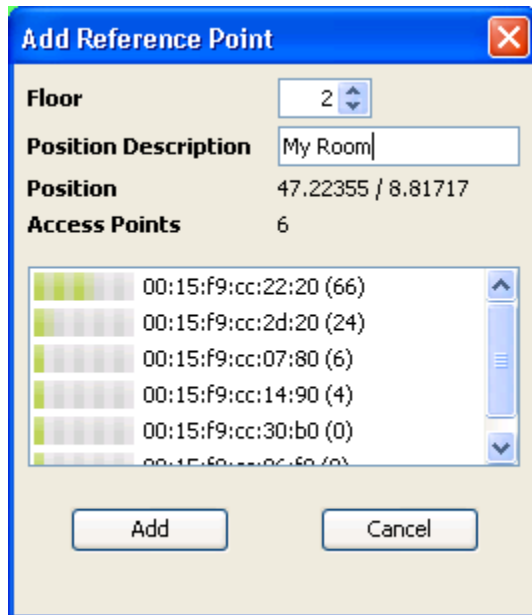 Add Reference Point
Floor 2
Position Description My Room
Position 47.22355 / 8.81717
Access Points 6
00:15:f9:cc:22:20 (66)
00:15:f9:cc:2d:20 (24)
00:15:f9:cc:07:80 (6)
00:15:f9:cc:14:90 (4)
00:15:f9:cc:30:b0 (0)
Add Cancel